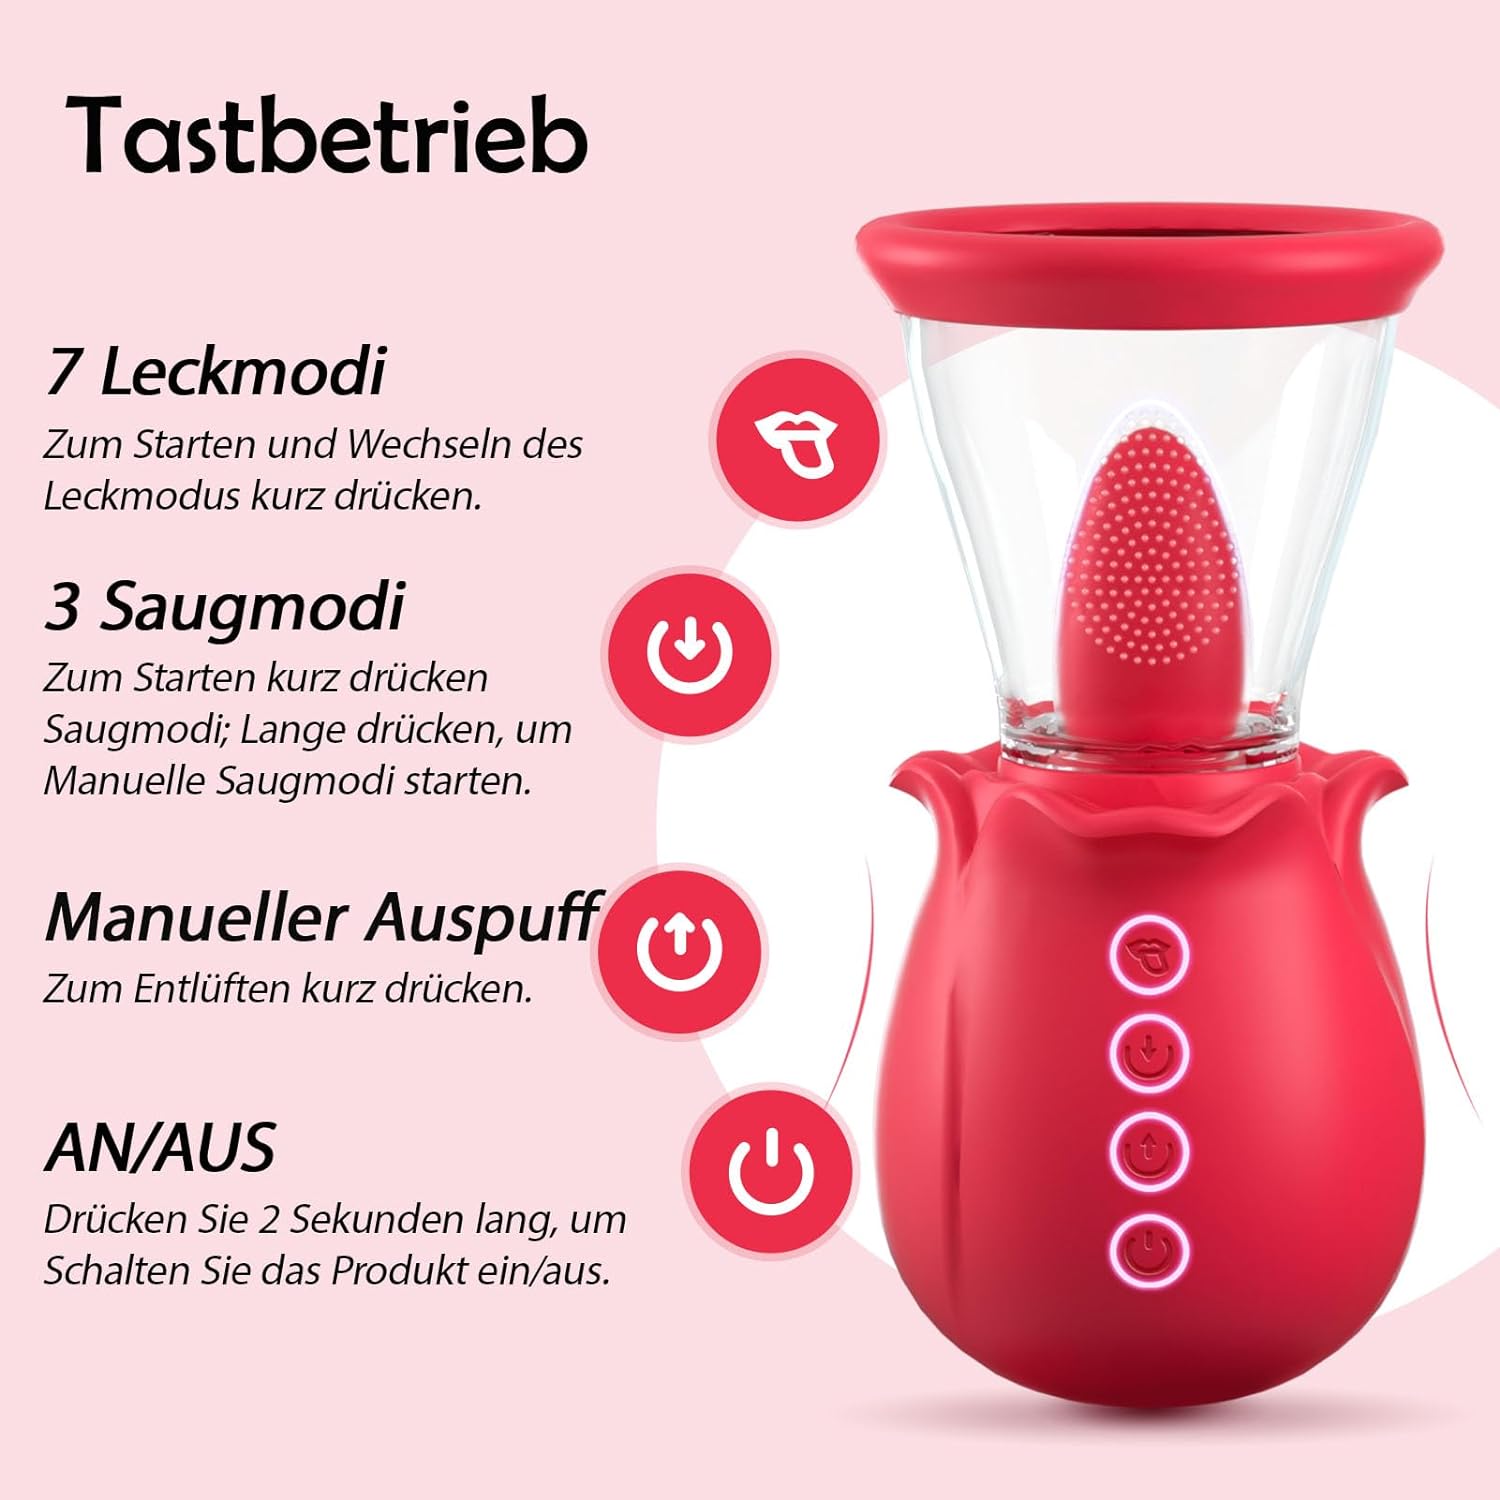 Tastbetrieb
7 Leckmodi
Zum Starten und Wechseln des
Leckmodus kurz drücken.
3 Saugmodi
Zum Starten kurz drücken
Saugmodi; Lange drücken, um
Manuelle Saugmodi starten.
Manueller Auspuff
Zum Entlüften kurz drücken.
AN/AUS
Drücken Sie 2 Sekunden lang, um
Schalten Sie das Produkt ein/aus.